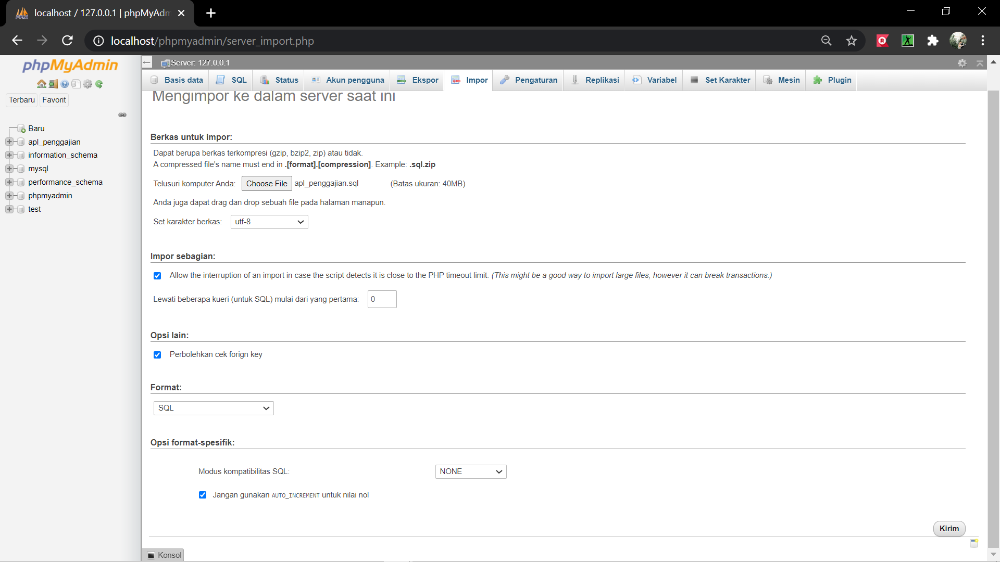 localhost / 127.0.0.1 | phpMyAdm
localhost/phpmyadmin/server_import.php
phpMyAdmin
Terbaru Favorit
Baru
apl_penggajian
information_schema
mysql
performance_schema
phpmyadmin
test
Server: 127.0.0.1
Basis data SQL Status Akun pengguna Ekspor Impor Pengaturan Replikasi Variabel Set Karakter Mesin Plugin
Mengimpor ke dalam server saat ini
Berkas untuk impor:
Dapat berupa berkas terkompresi (gzip, bzip2, zip) atau tidak.
A compressed file's name must end in .[format].[compression]. Example: .sql.zip
Telusuri komputer Anda: Choose File apl_penggajian.sql (Batas ukuran: 40MB)
Anda juga dapat drag dan drop sebuah file pada halaman manapun.
Set karakter berkas: utf-8
Impor sebagian:
Allow the interruption of an import in case the script detects it is close to the PHP timeout limit. (This might be a good way to import large files, however it can break transactions.)
Lewati beberapa kueri (untuk SQL) mulai dari yang pertama: 0
Opsi lain:
Perbolehkan cek forign key
Format:
SQL
Opsi format-spesifik:
Modus kompatibilitas SQL: NONE
Jangan gunakan AUTO_INCREMENT untuk nilai nol
Kirim
Konsol